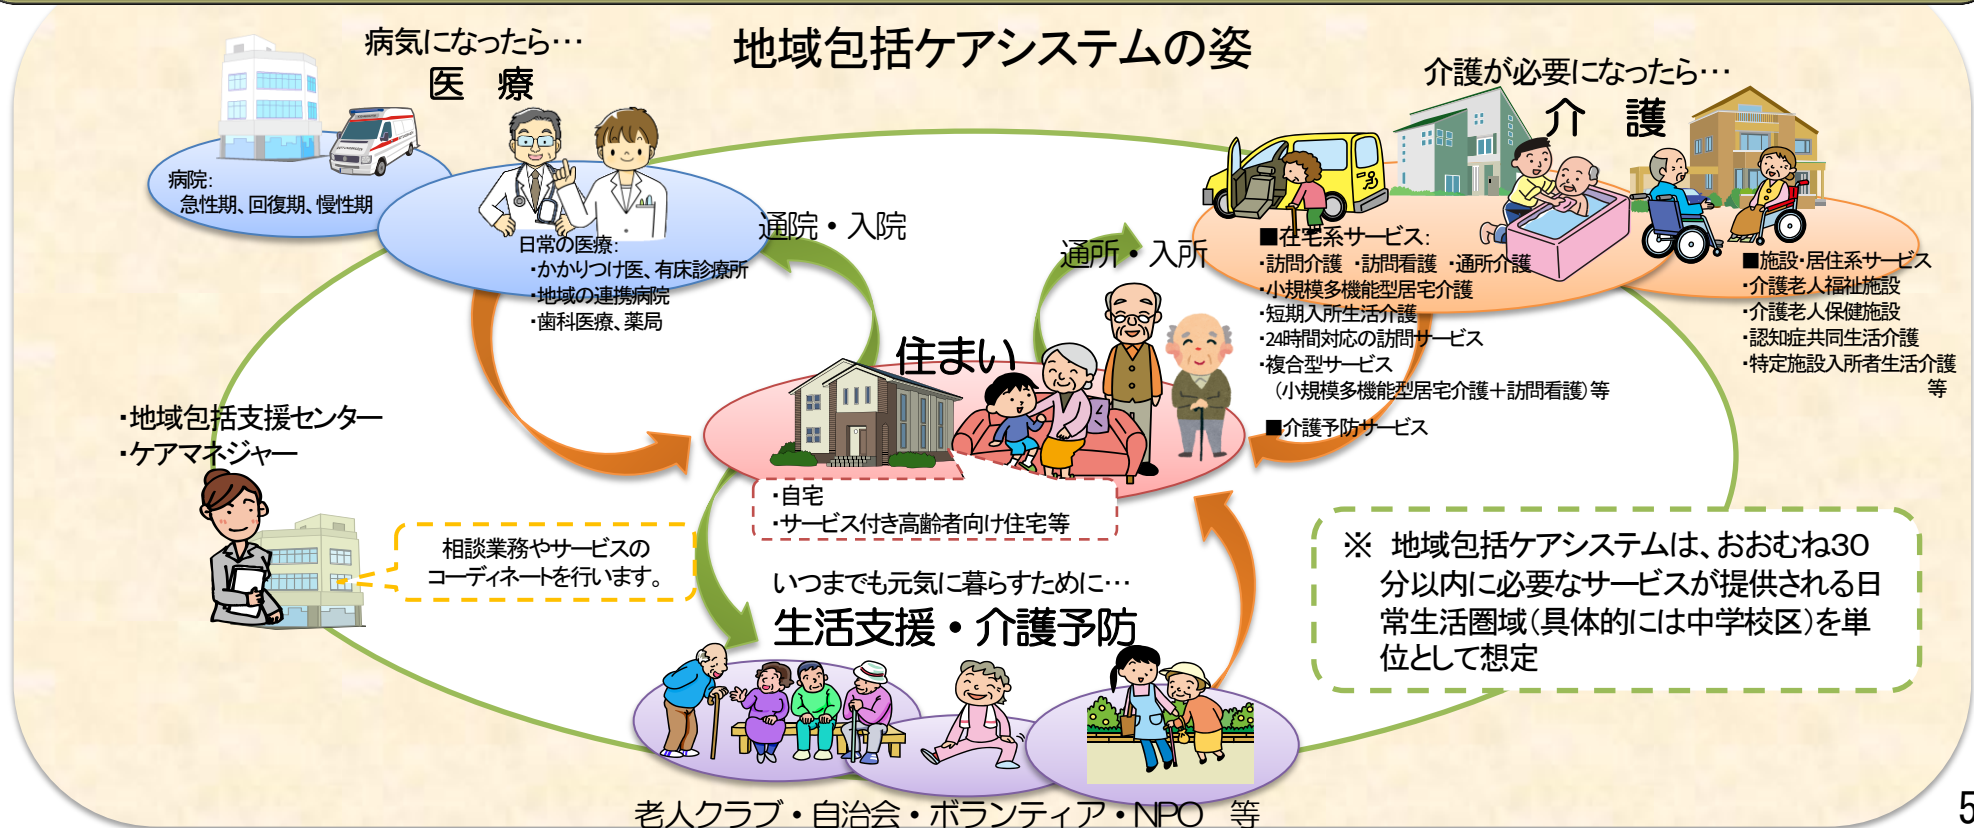 地域包括ケアシステムの姿
病気になったら…
医 療
病院:
急性期、回復期、慢性期
日常の医療:
・かかりつけ医、有床診療所
・地域の連携病院
・歯科医療、薬局
通院・入院
通所・入所
介護が必要になったら…
介 護
■在宅系サービス:
・訪問介護 ・訪問看護 ・通所介護
・小規模多機能型居宅介護
・短期入所生活介護
・24時間対応の訪問サービス
・複合型サービス
(小規模多機能型居宅介護+訪問看護)等
■介護予防サービス
■施設・居住系サービス
・介護老人福祉施設
・介護老人保健施設
・認知症共同生活介護
・特定施設入所者生活介護
等
住まい
・自宅
・サービス付き高齢者向け住宅等
・地域包括支援センター
・ケアマネジャー
相談業務やサービスの
コーディネートを行います。
いつまでも元気に暮らすために…
生活支援・介護予防
老人クラブ・自治会・ボランティア・NPO 等
※ 地域包括ケアシステムは、おおむね30
分以内に必要なサービスが提供される日
常生活圏域(具体的には中学校区)を単
位として想定
5